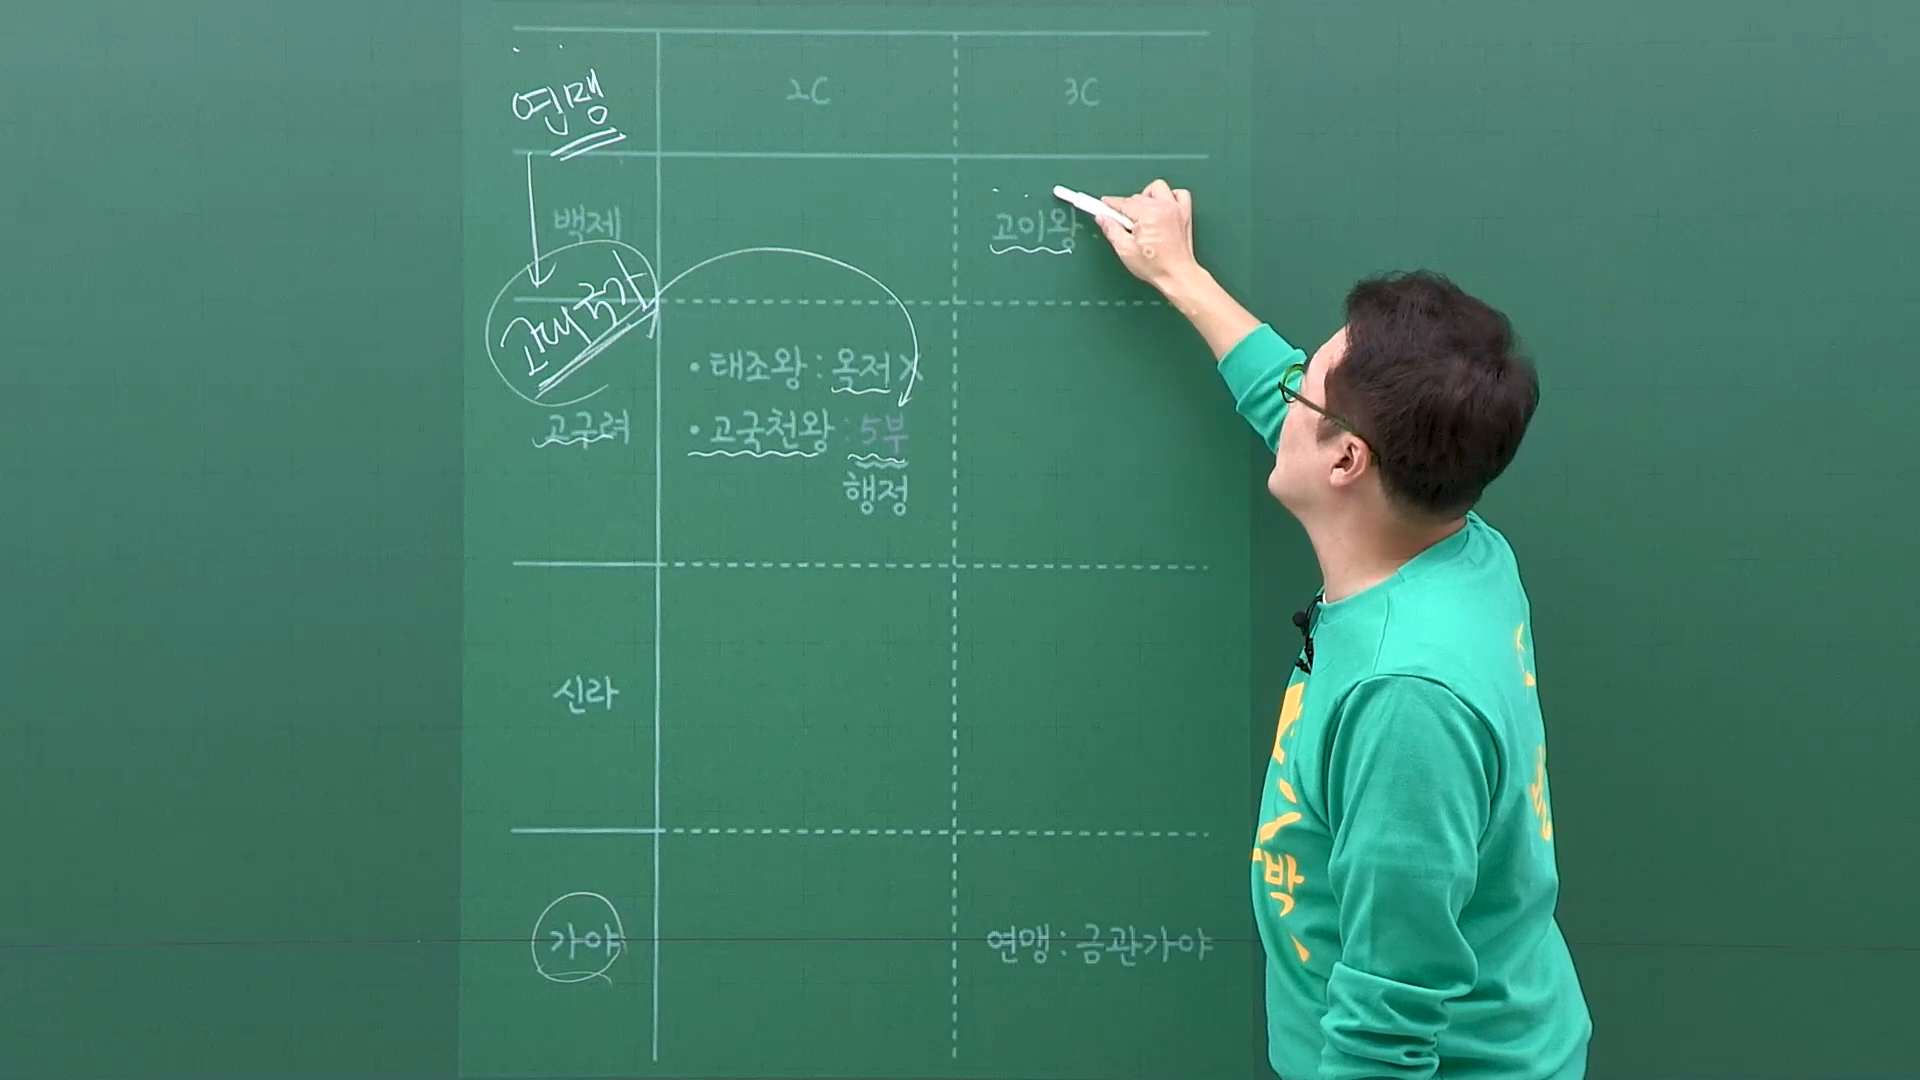 연맹
2C
3C
백제
고이왕 :
고대국가
• 태조왕 : 옥저 X
고구려
• 고국천왕 : 5부
행정
신라
가야
연맹 : 금관가야
박